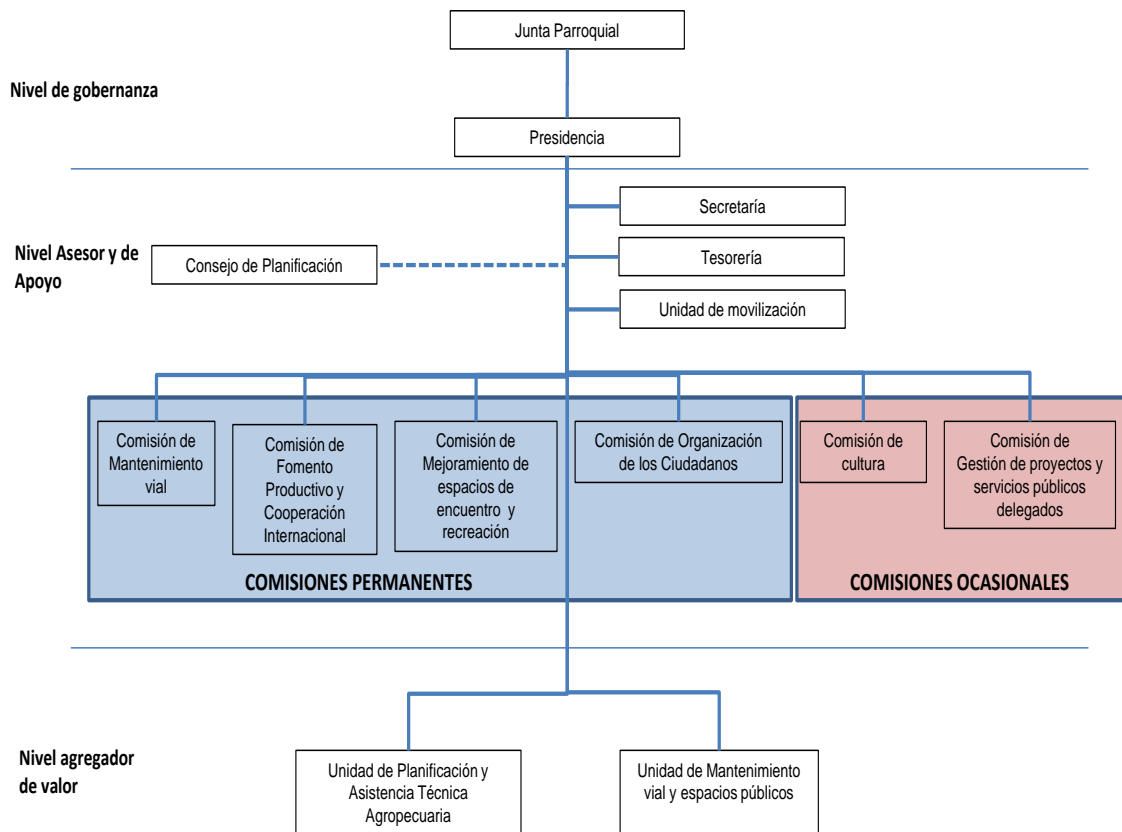 Junta Parroquial
Nivel de gobernanza
Presidencia
Secretaría
Nivel Asesor y de
Apoyo
Consejo de Planificación
Tesorería
Unidad de movilización
Comisión de
Mantenimiento
vial
Comisión de
Fomento
Productivo y
Cooperación
Internacional
Comisión de
Mejoramiento de
espacios de
encuentro y
recreación
Comisión de Organización
de los Ciudadanos
Comisión de
cultura
Comisión de
Gestión de proyectos y
servicios públicos
delegados
COMISIONES PERMANENTES
COMISIONES OCASIONALES
Nivel agregador
de valor
Unidad de Planificación y
Asistencia Técnica
Agropecuaria
Unidad de Mantenimiento
vial y espacios públicos